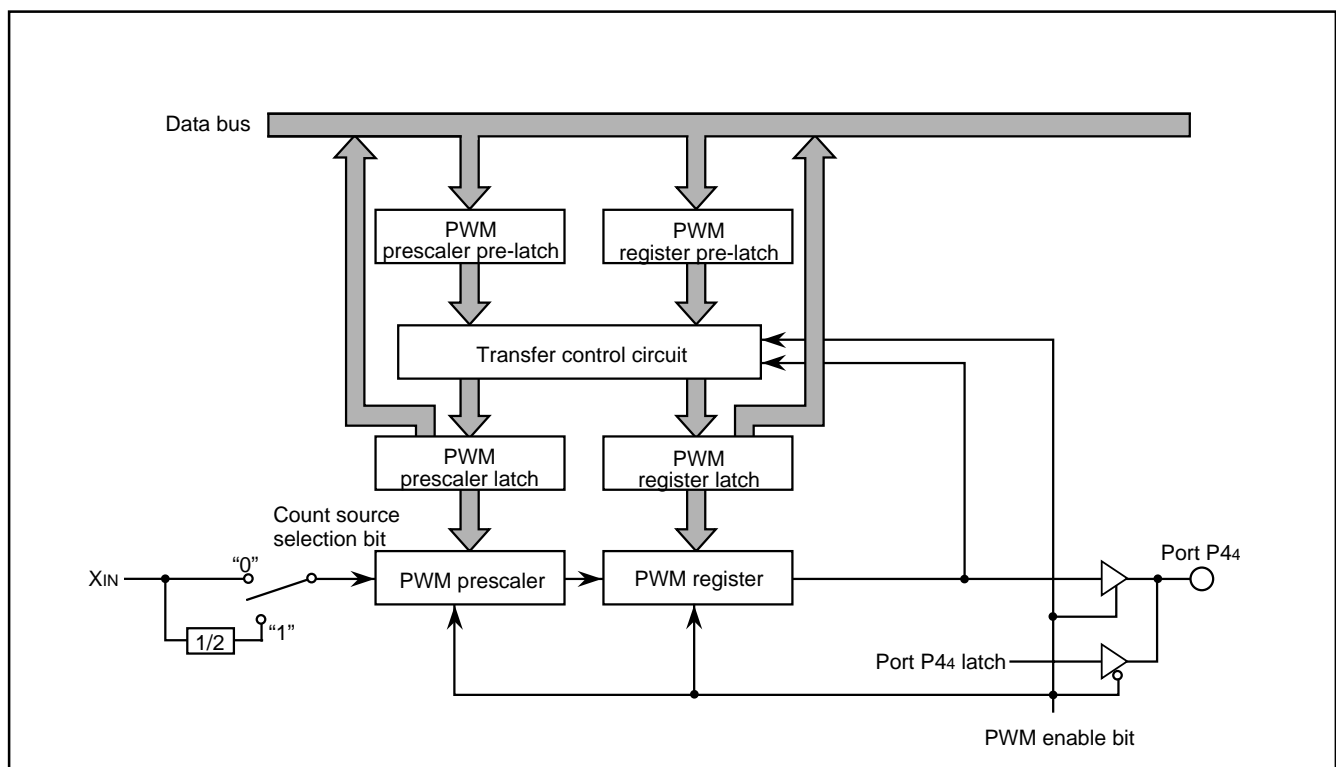 Data bus
PWM
prescaler pre-latch
PWM
register pre-latch
Transfer control circuit
PWM
prescaler latch
PWM
register latch
Count source
selection bit
XIN
“0”
“1”
1/2
PWM prescaler
PWM register
Port P44
Port P44 latch
PWM enable bit